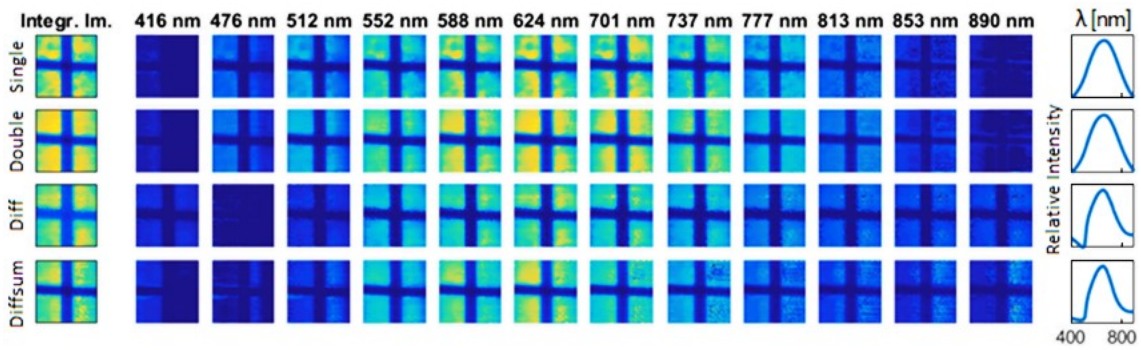 Integr. Im. 416 nm 476 nm 512 nm 552 nm 588 nm 624 nm 701 nm 737 nm 777 nm 813 nm 853 nm 890 nm λ [nm]
Single
Double
Diff
Diffsum
Relative Intensity
400 800